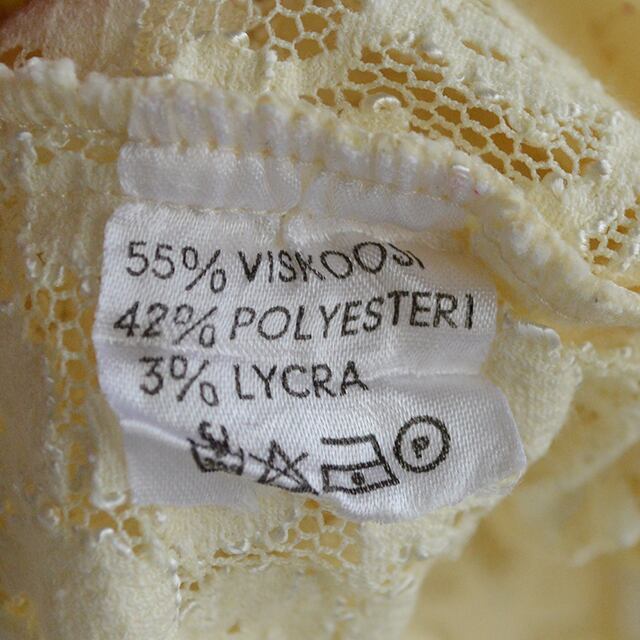 55% VISKOOSI
42% POLYESTERI
3% LYCRA
P